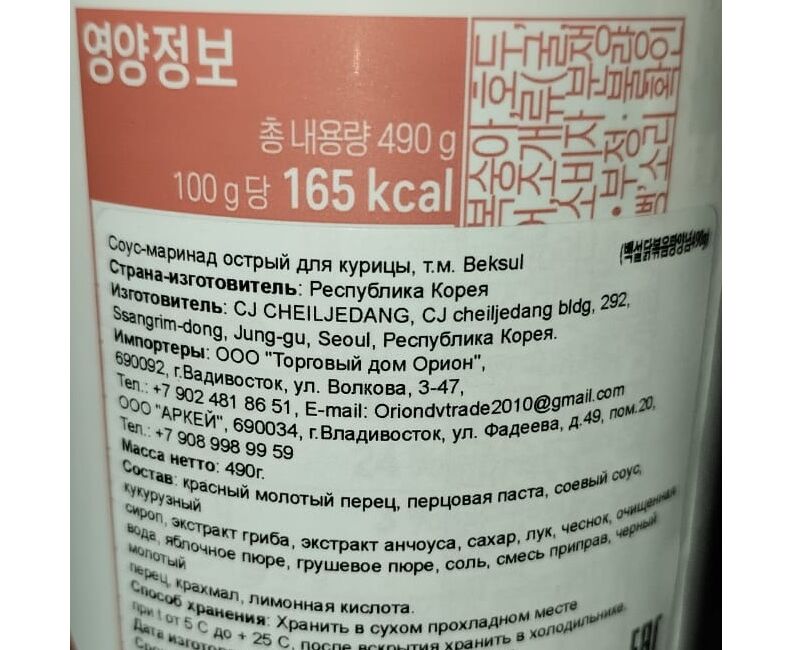 영양정보
총 내용량 490 g
100 g당 165 kcal
Соус-маринад острый для курицы, т.м. Beksul
Страна-изготовитель: Республика Корея
Изготовитель: CJ CHEILJEDANG, CJ cheiljedang bldg, 292,
Ssangrim-dong, Jung-gu, Seoul, Республика Корея.
Импортеры: ООО "Торговый дом Орион",
690092, г.Вадивосток, ул. Волкова, 3-47,
Тел.: +7 902 481 86 51, E-mail: Oriondvtrade2010@gmail.com
ООО "АРКЕЙ", 690034, г.Владивосток, ул. Фадеева, д.49, пом.20,
Тел.: +7 908 998 99 59
Масса нетто: 490г.
Состав: красный молотый перец, перцовая паста, соевый соус,
кукурузный
сироп, экстракт гриба, экстракт анчоуса, сахар, лук, чеснок, очищенная
вода, яблочное пюре, грушевое пюре, соль, смесь приправ, черный
молотый
перец, крахмал, лимонная кислота.
Способ хранения: Хранить в сухом прохладном месте
при t от 5 С до + 25 С, после вскрытия хранить в холодильнике.
Дата
EAC